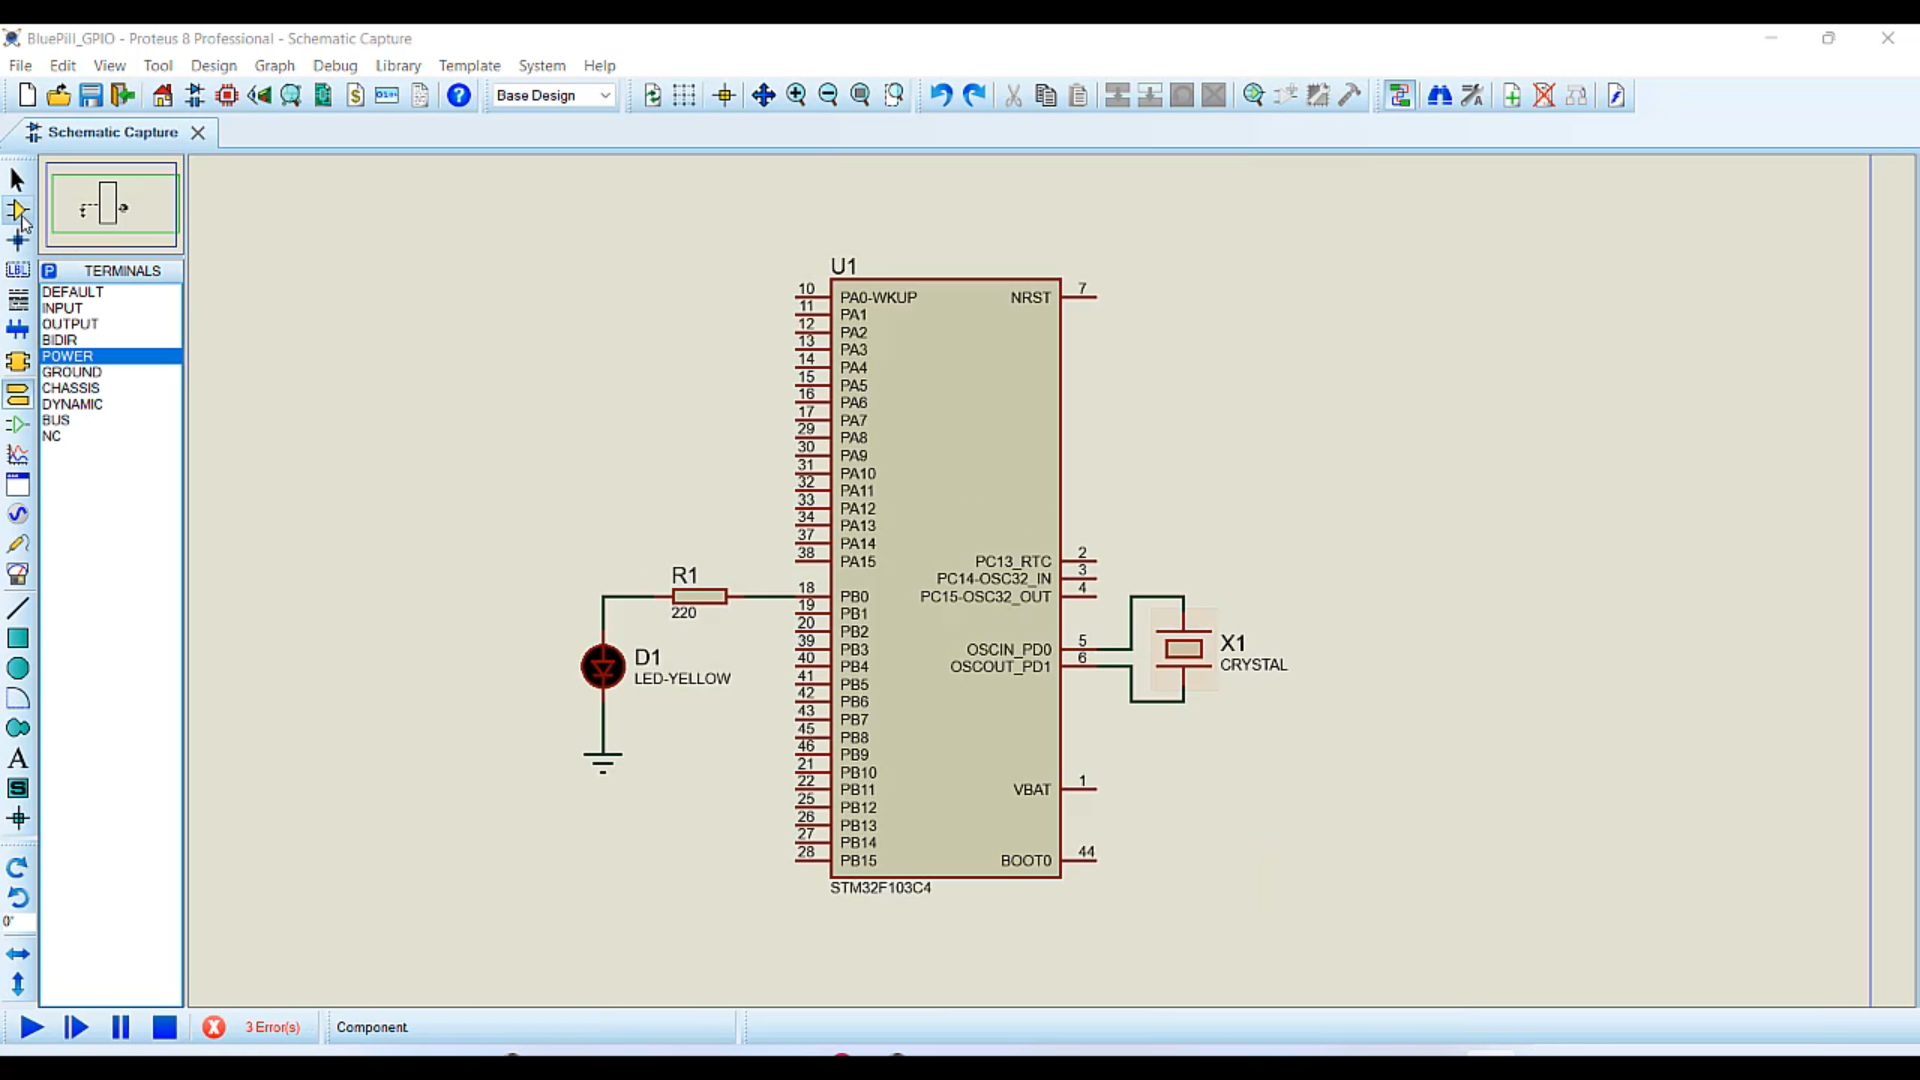 BluePill_GPIO - Proteus 8 Professional - Schematic Capture
File Edit View Tool Design Graph Debug Library Template System Help
Base Design
Schematic Capture
LBL
P TERMINALS
DEFAULT
INPUT
OUTPUT
BIDIR
POWER
GROUND
CHASSIS
DYNAMIC
BUS
NC
A
S
0°
U1
10 PA0-WKUP NRST 7
11 PA1
12 PA2
13 PA3
14 PA4
15 PA5
16 PA6
17 PA7
29 PA8
30 PA9
31 PA10
32 PA11
33 PA12
34 PA13
37 PA14
38 PA15 PC13_RTC 2
PC14-OSC32_IN 3
R1 18 PB0 PC15-OSC32_OUT 4
220 19 PB1
20 PB2
39 PB3 OSCIN_PD0 5
40 PB4 OSCOUT_PD1 6
X1
CRYSTAL
D1
LED-YELLOW
41 PB5
42 PB6
43 PB7
45 PB8
46 PB9
21 PB10
22 PB11 VBAT 1
25 PB12
26 PB13
27 PB14
28 PB15 BOOT0 44
STM32F103C4
3 Error(s) Component